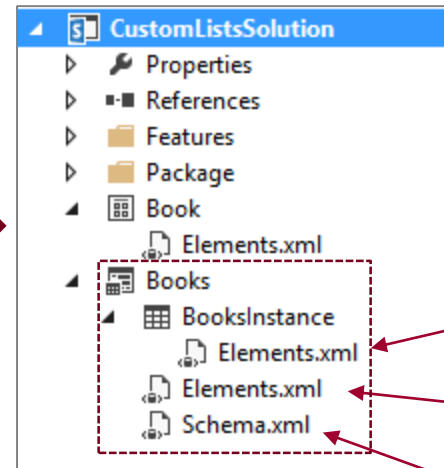 CustomListsSolution
Properties
References
Features
Package
Book
Elements.xml
Books
BooksInstance
Elements.xml
Elements.xml
Schema.xml